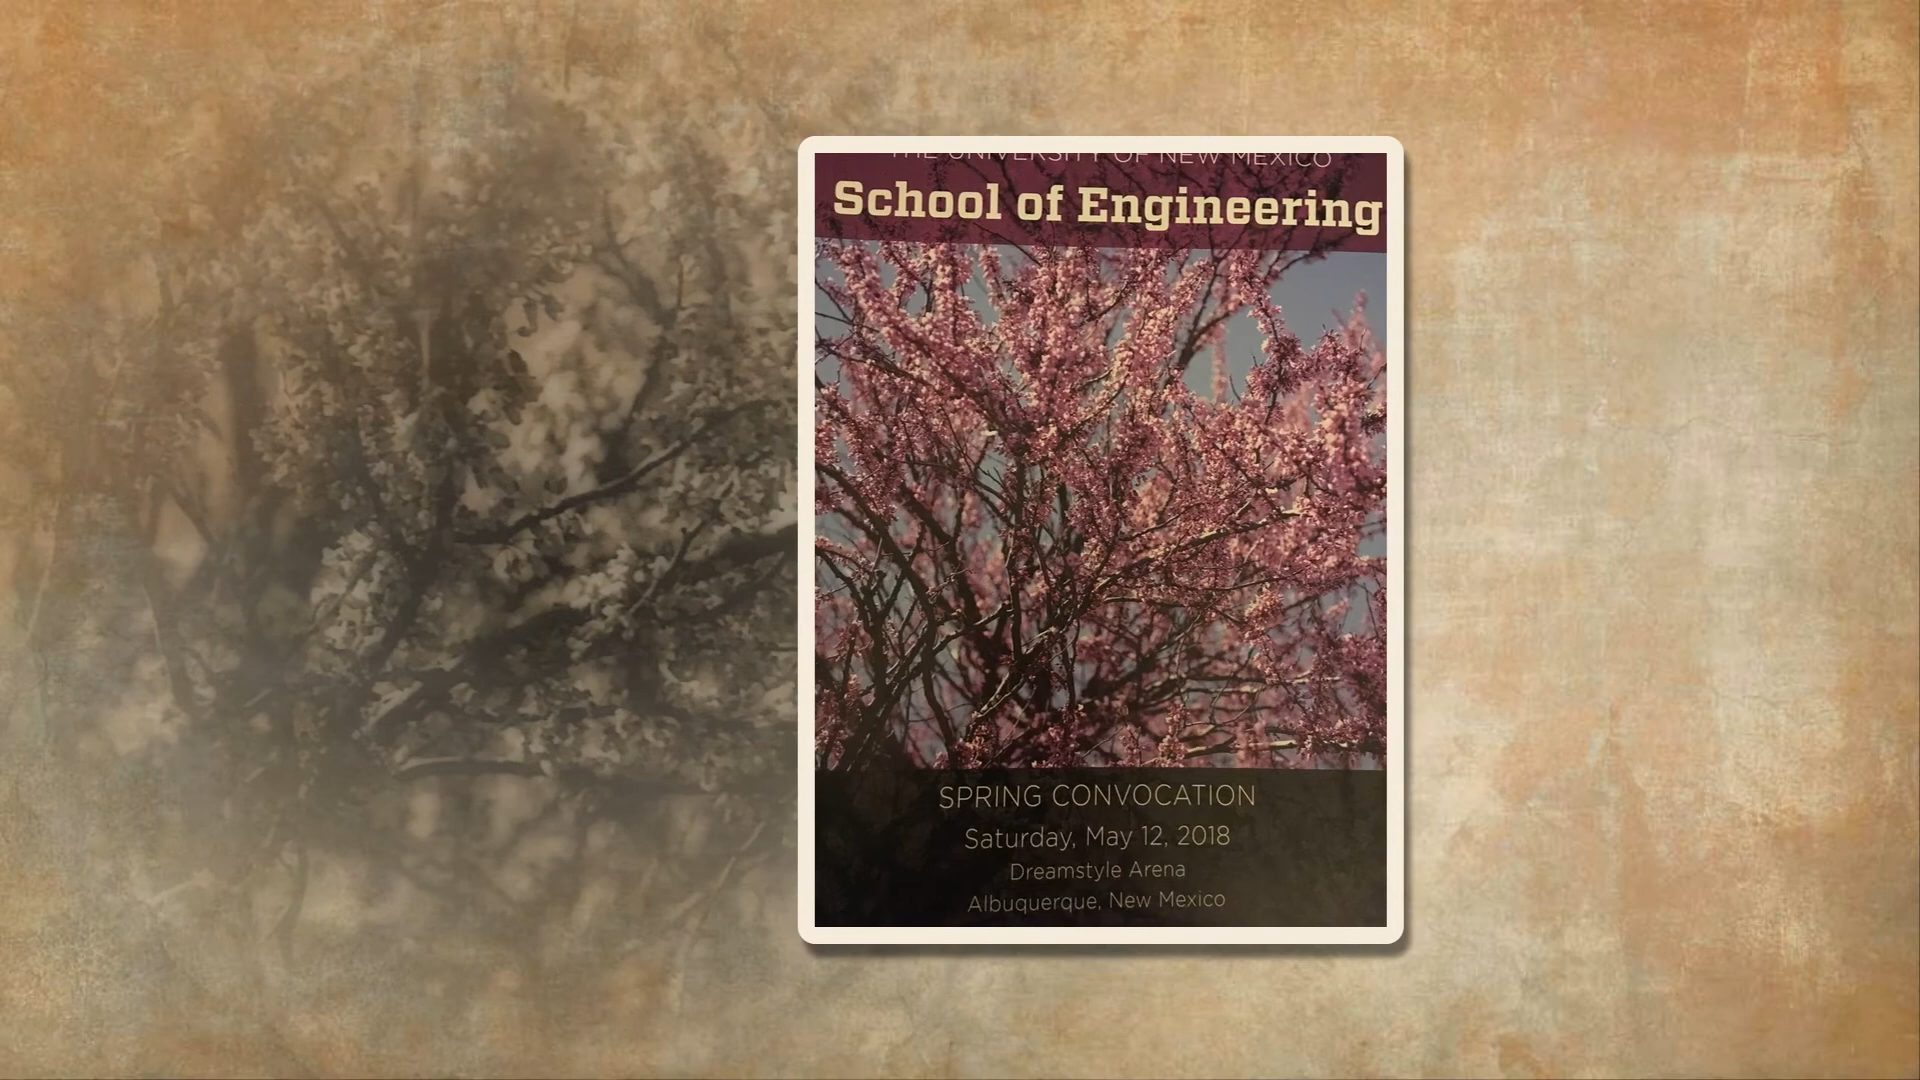 THE UNIVERSITY OF NEW MEXICO
School of Engineering
SPRING CONVOCATION
Saturday, May 12, 2018
Dreamstyle Arena
Albuquerque, New Mexico